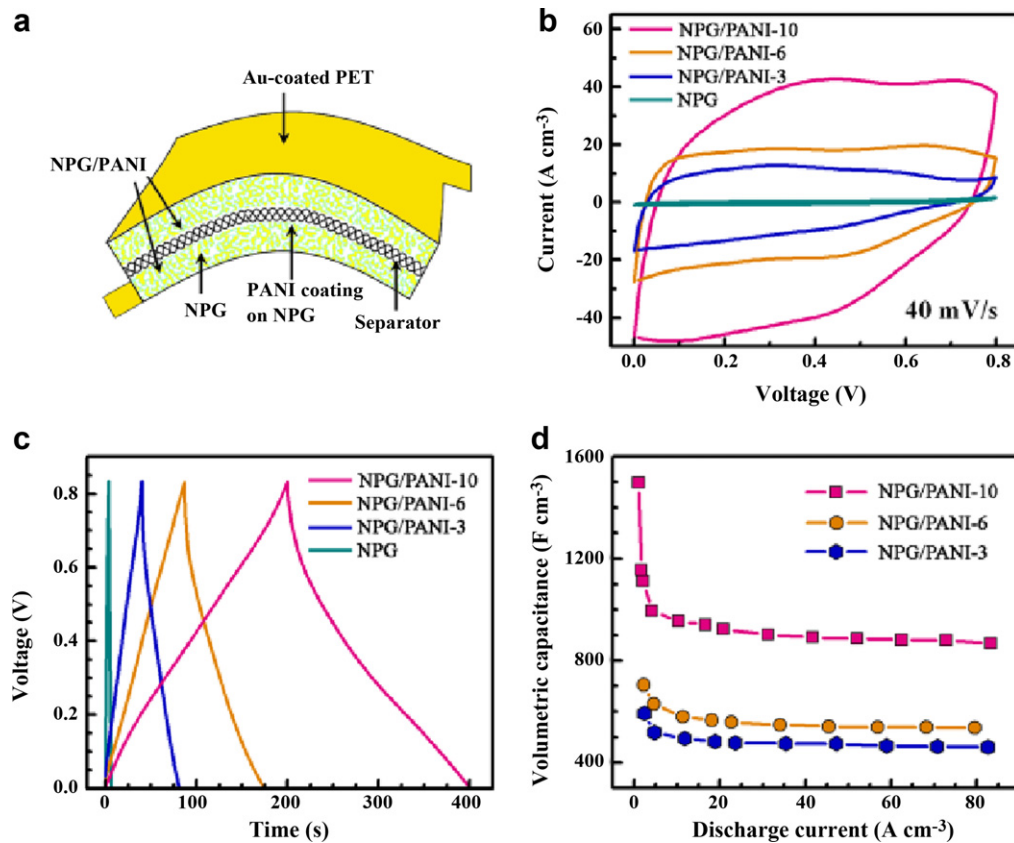 a
Au-coated PET
NPG/PANI
NPG
PANI coating
on NPG
Separator
b
NPG/PANI-10
NPG/PANI-6
NPG/PANI-3
NPG
60
40
20
0
-20
-40
0.0 0.2 0.4 0.6 0.8
40 mV/s
Current (A cm-3)
Voltage (V)
c
NPG/PANI-10
NPG/PANI-6
NPG/PANI-3
NPG
0.8
0.6
0.4
0.2
0.0
0 100 200 300 400
Voltage (V)
Time (s)
d
NPG/PANI-10
NPG/PANI-6
NPG/PANI-3
1600
1200
800
400
0 20 40 60 80
Volumetric capacitance (F cm-3)
Discharge current (A cm-3)